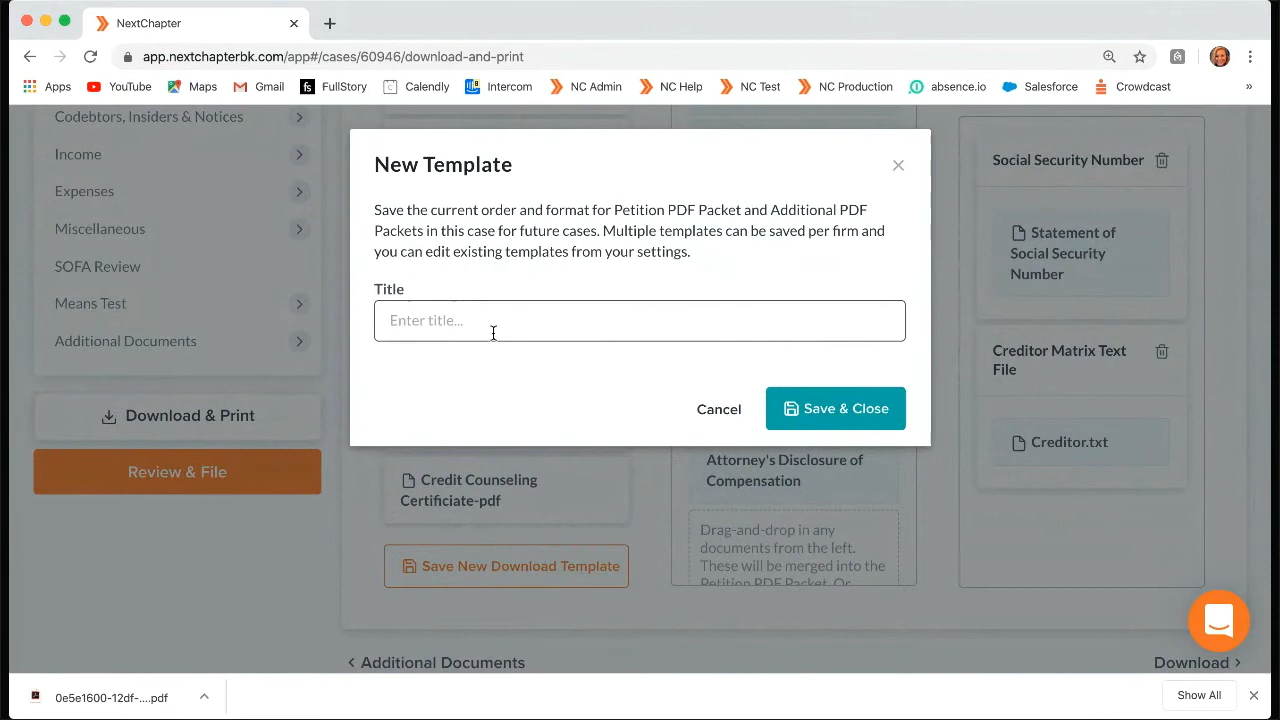 NextChapter
app.nextchapterbk.com/app#/cases/60946/download-and-print
Apps YouTube Maps Gmail fs FullStory Calendly Intercom NC Admin NC Help NC Test NC Production absence.io Salesforce Crowdcast »
Codebtors, Insiders & Notices
Income
Expenses
Miscellaneous
SOFA Review
Means Test
Additional Documents
Download & Print
Review & File
New Template
Save the current order and format for Petition PDF Packet and Additional PDF
Packets in this case for future cases. Multiple templates can be saved per firm and
you can edit existing templates from your settings.
Title
Enter title...
Cancel
Save & Close
Credit Counseling
Certificiate-pdf
Save New Download Template
Attorney's Disclosure of
Compensation
Drag-and-drop in any
documents from the left.
These will be merged into the
Petition PDF Packet. Or
Social Security Number
Statement of
Social Security
Number
Creditor Matrix Text
File
Creditor.txt
Additional Documents
Download
0e5e1600-12df-....pdf
Show All